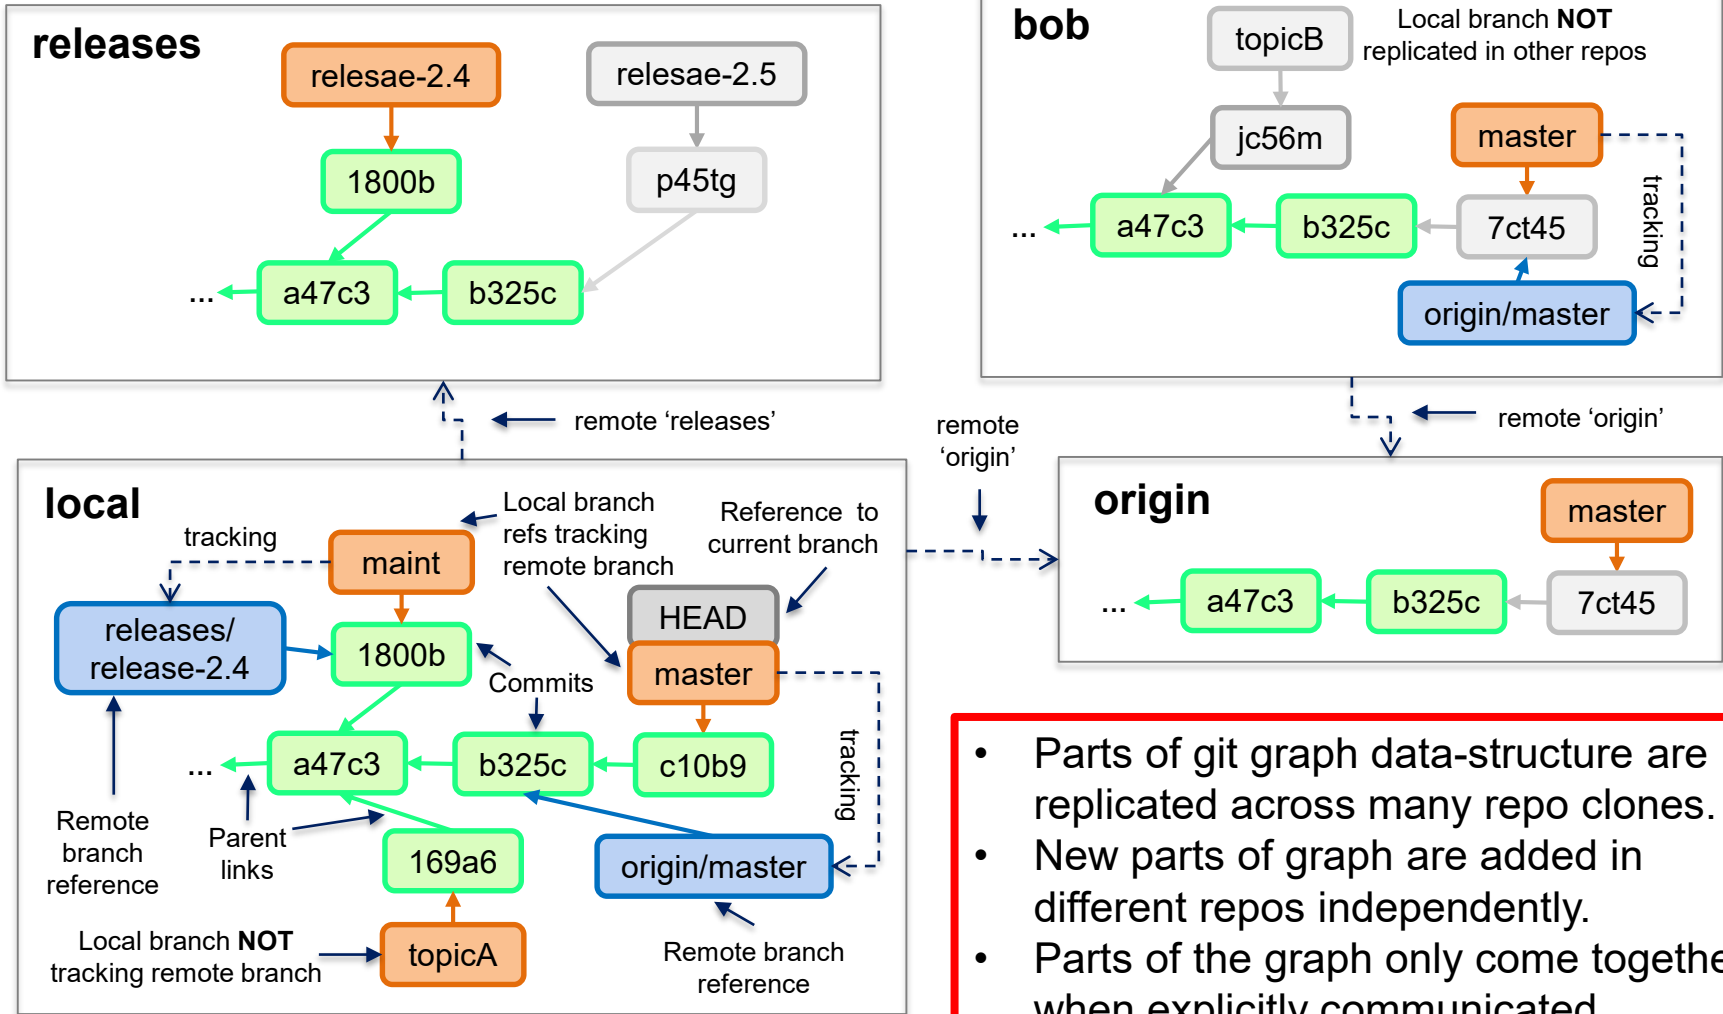 releases
relesae-2.4
relesae-2.5
1800b
p45tg
...
a47c3
b325c
bob
topicB
Local branch NOT
replicated in other repos
jc56m
master
...
a47c3
b325c
7ct45
tracking
origin/master
remote ‘releases’
remote
‘origin’
remote ‘origin’
local
tracking
maint
Local branch
refs tracking
remote branch
Reference to
current branch
HEAD
master
releases/
release-2.4
1800b
Commits
...
a47c3
b325c
c10b9
tracking
Remote
branch
reference
Parent
links
169a6
origin/master
Local branch NOT
tracking remote branch
topicA
Remote branch
reference
origin
master
...
a47c3
b325c
7ct45
• Parts of git graph data-structure are
replicated across many repo clones.
• New parts of graph are added in
different repos independently.
• Parts of the graph only come togethe
when explicitly communicated